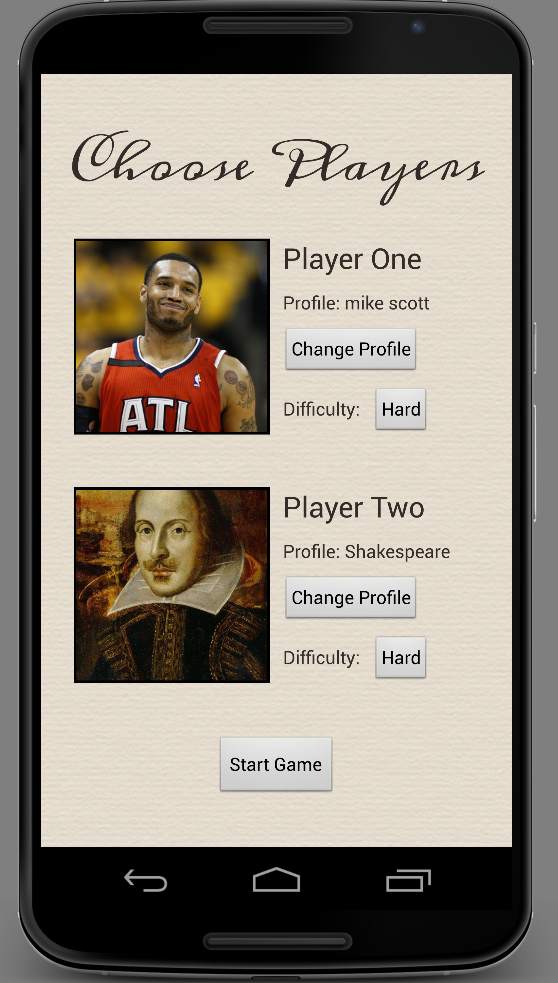 Choose Players
Player One
Profile: mike scott
Change Profile
Difficulty: Hard
ATL
Player Two
Profile: Shakespeare
Change Profile
Difficulty: Hard
Start Game